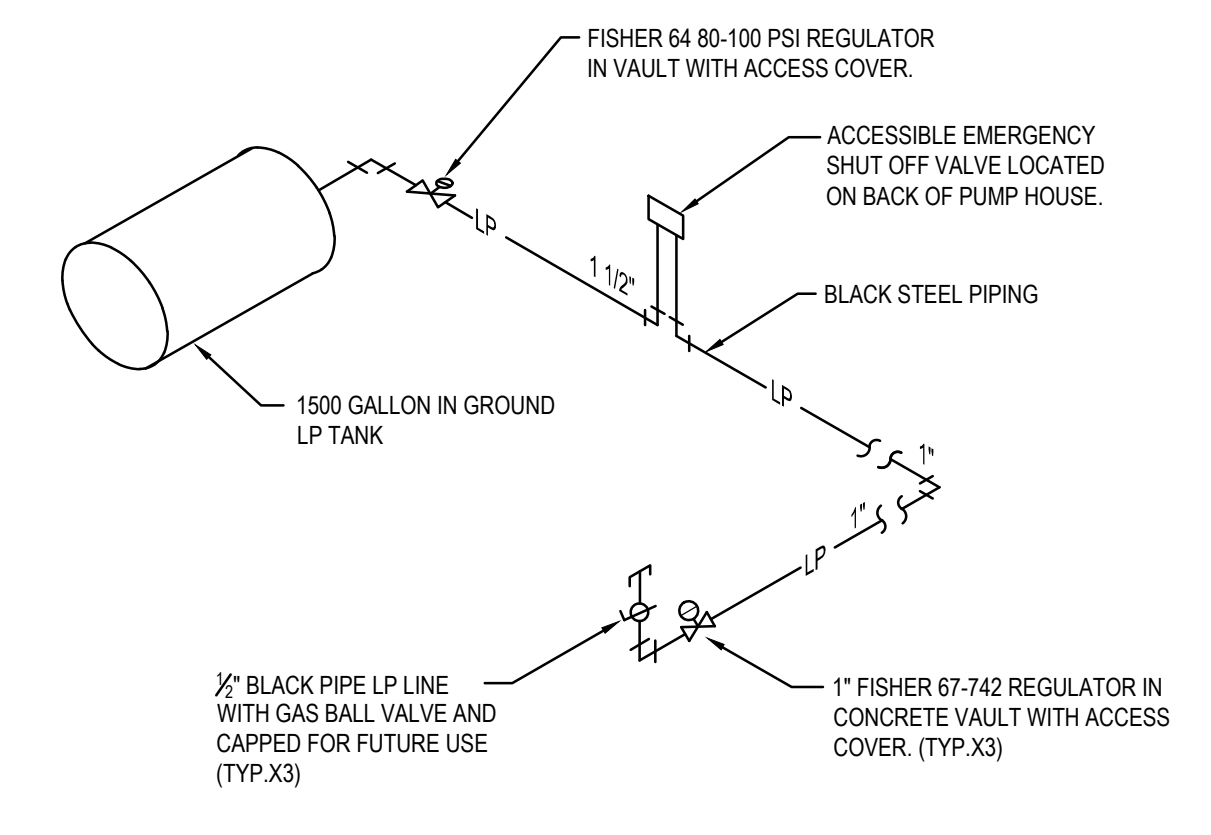 FISHER 64 80-100 PSI REGULATOR
IN VAULT WITH ACCESS COVER.
ACCESSIBLE EMERGENCY
SHUT OFF VALVE LOCATED
ON BACK OF PUMP HOUSE.
LP
1 1/2"
BLACK STEEL PIPING
LP
1500 GALLON IN GROUND
LP TANK
1"
1"
LP
½" BLACK PIPE LP LINE
WITH GAS BALL VALVE AND
CAPPED FOR FUTURE USE
(TYP.X3)
1" FISHER 67-742 REGULATOR IN
CONCRETE VAULT WITH ACCESS
COVER. (TYP.X3)